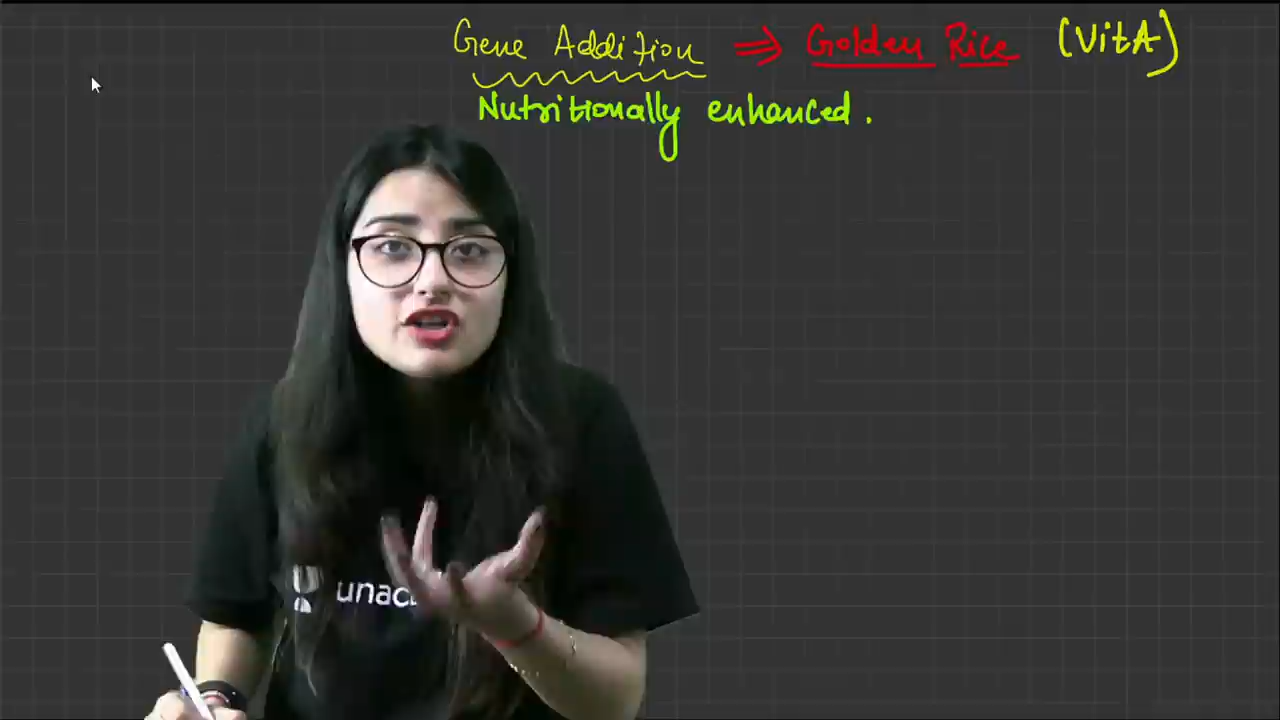 Gene Addition ⇒ Golden Rice (VitA)
Nutritionally enhanced.